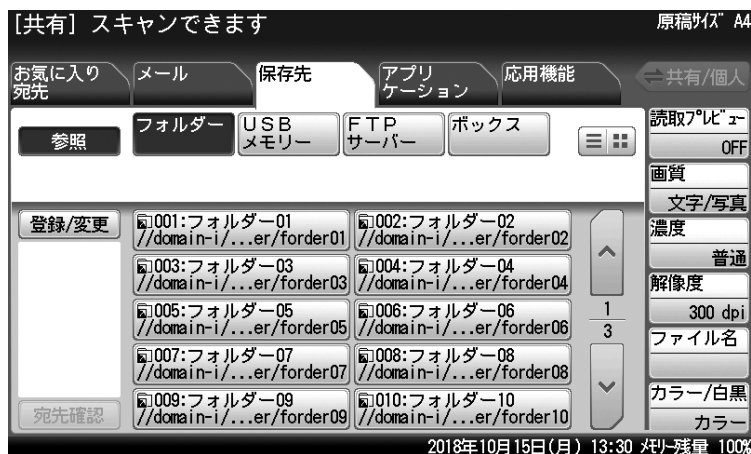 [共有] スキャンできます
原稿ｻｲｽﾞ A4
お気に入り
宛先
メール
保存先
アプリ
ケーション
応用機能
共有/個人
参照
フォルダー
USB
メモリー
FTP
サーバー
ボックス
読取ﾌﾟﾚﾋﾞｭｰ
OFF
画質
文字/写真
登録/変更
001:フォルダー01
//domain-i/...er/forder01
002:フォルダー02
//domain-i/...er/forder02
濃度
普通
003:フォルダー03
//domain-i/...er/forder03
004:フォルダー04
//domain-i/...er/forder04
解像度
300 dpi
005:フォルダー05
//domain-i/...er/forder05
006:フォルダー06
//domain-i/...er/forder06
1
3
ファイル名
007:フォルダー07
//domain-i/...er/forder07
008:フォルダー08
//domain-i/...er/forder08
宛先確認
009:フォルダー09
//domain-i/...er/forder09
010:フォルダー10
//domain-i/...er/forder10
カラー/白黒
カラー
2018年10月15日(月) 13:30 ﾒﾓﾘｰ残量 100%